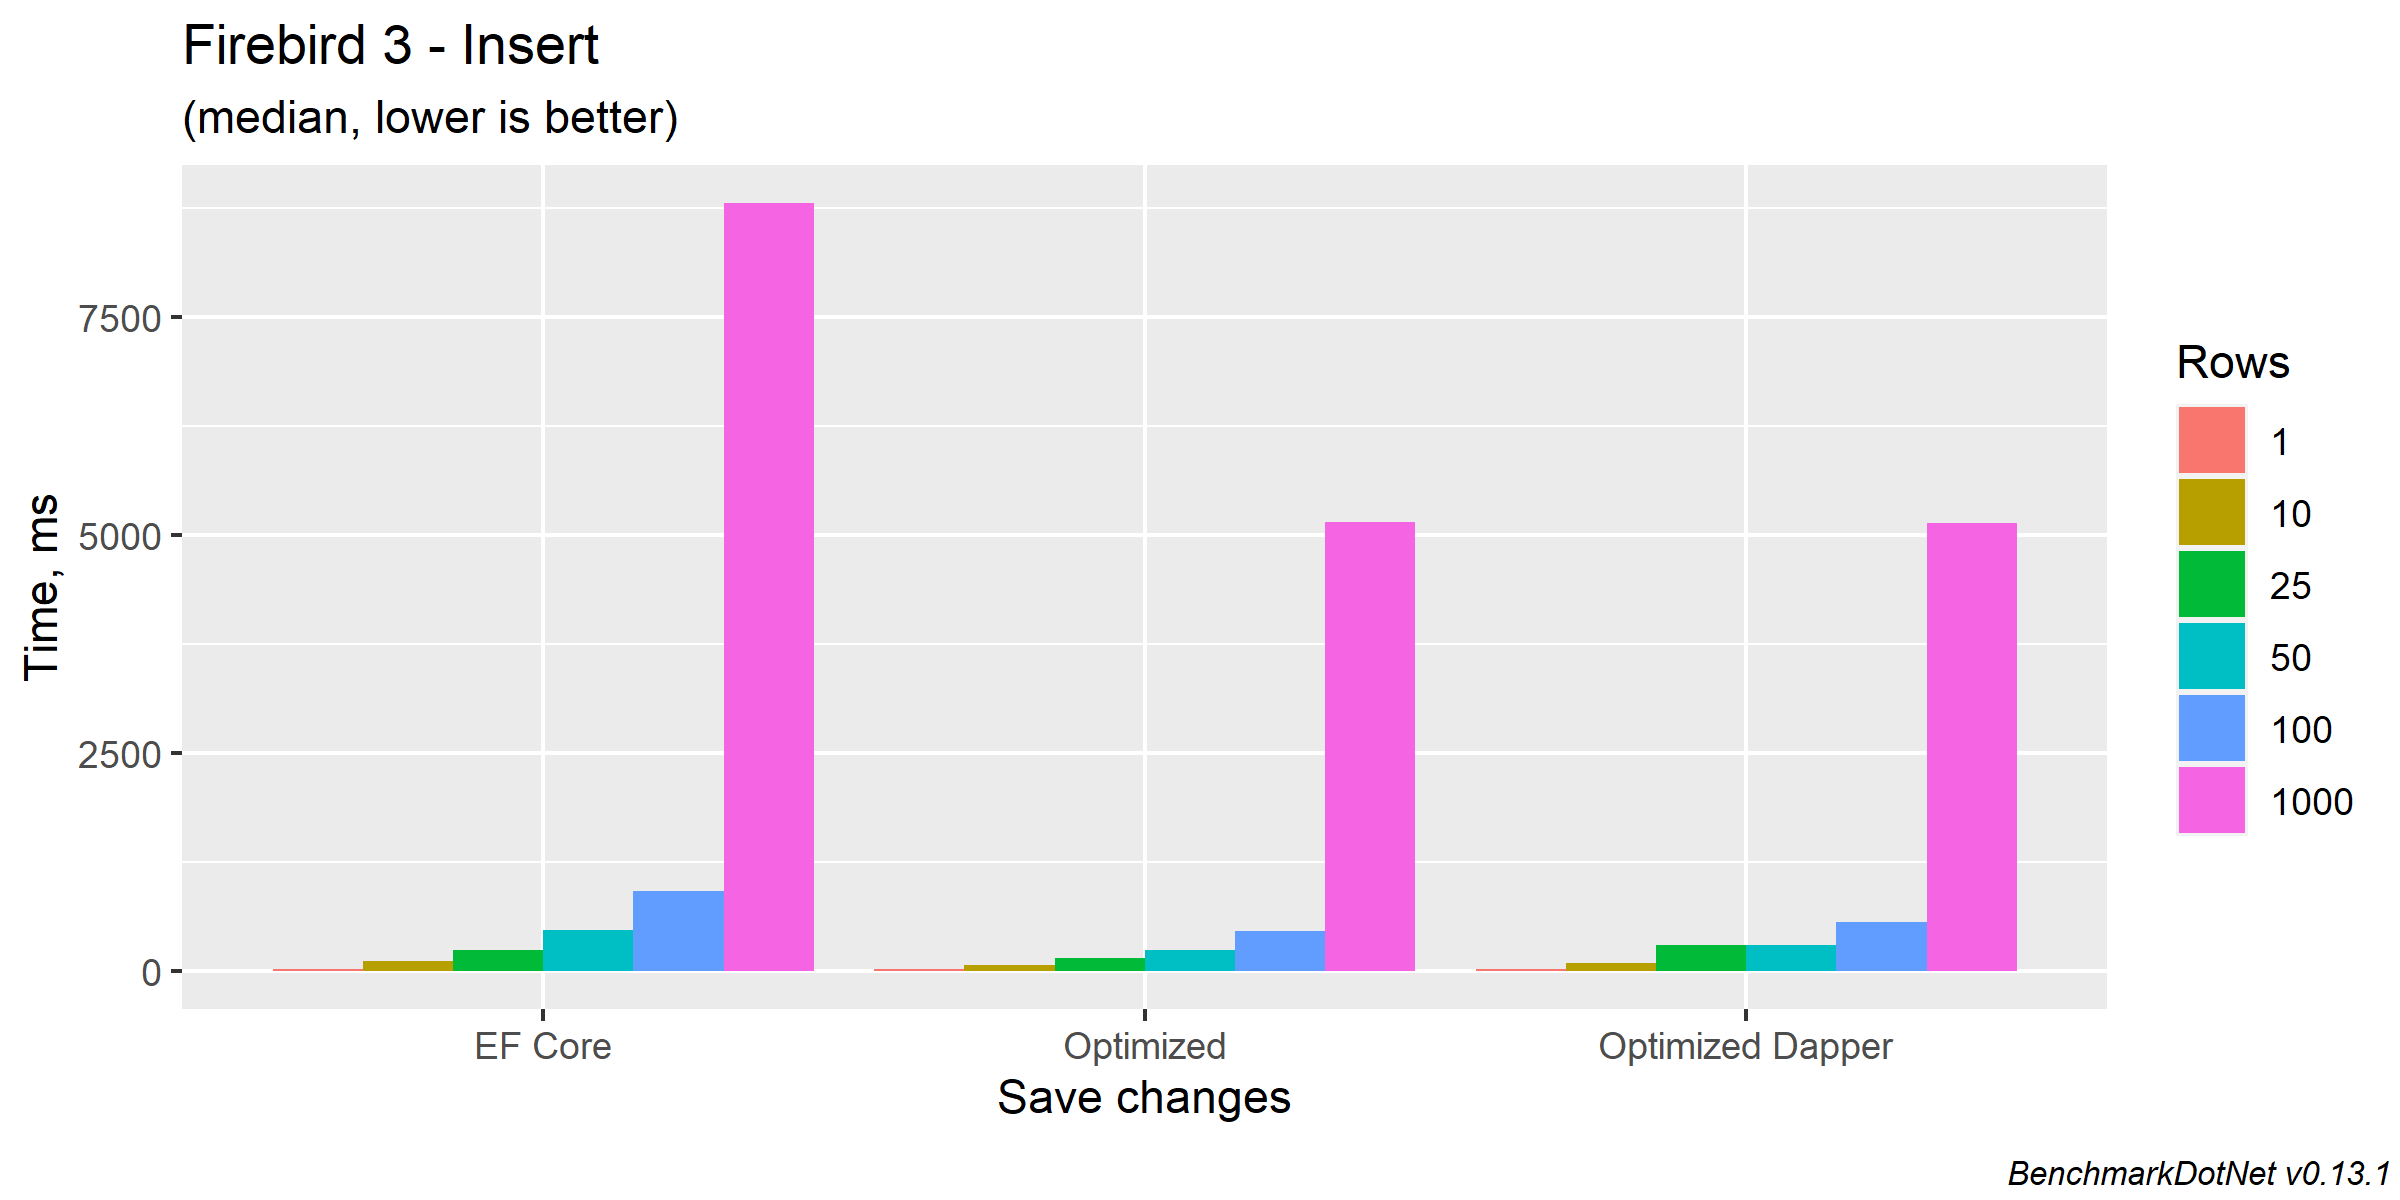 Firebird 3 - Insert
(median, lower is better)
Time, ms
7500
5000
2500
0
EF Core
Optimized
Optimized Dapper
Save changes
Rows
1
10
25
50
100
1000
BenchmarkDotNet v0.13.1